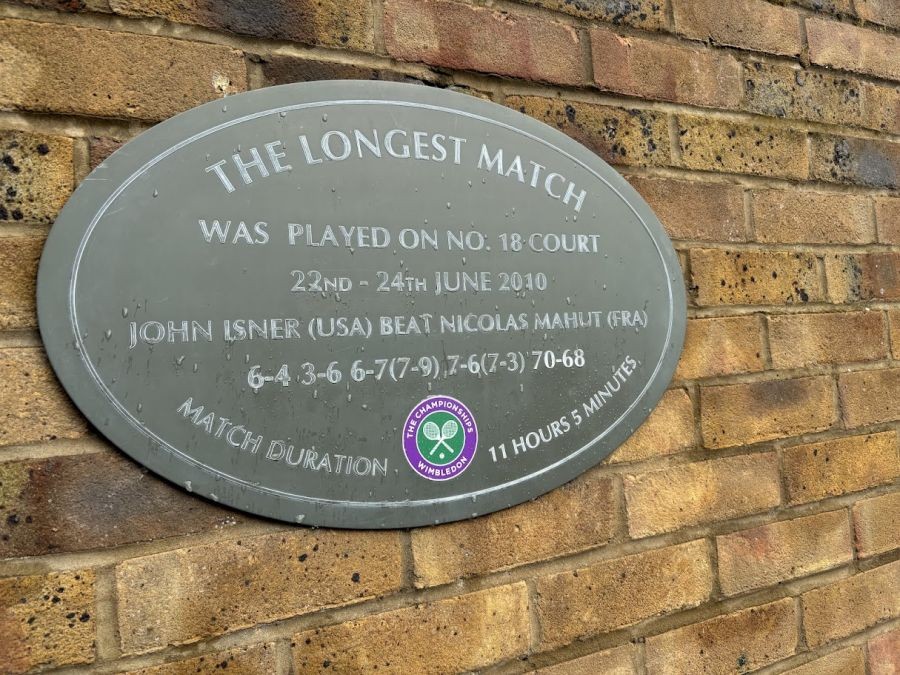 THE LONGEST MATCH
WAS PLAYED ON NO. 18 COURT
22ND - 24TH JUNE 2010
JOHN ISNER (USA) BEAT NICOLAS MAHUT (FRA)
6-4 3-6 6-7(7-9) 7-6(7-3) 70-68
MATCH DURATION 11 HOURS 5 MINUTES
THE CHAMPIONSHIPS
WIMBLEDON